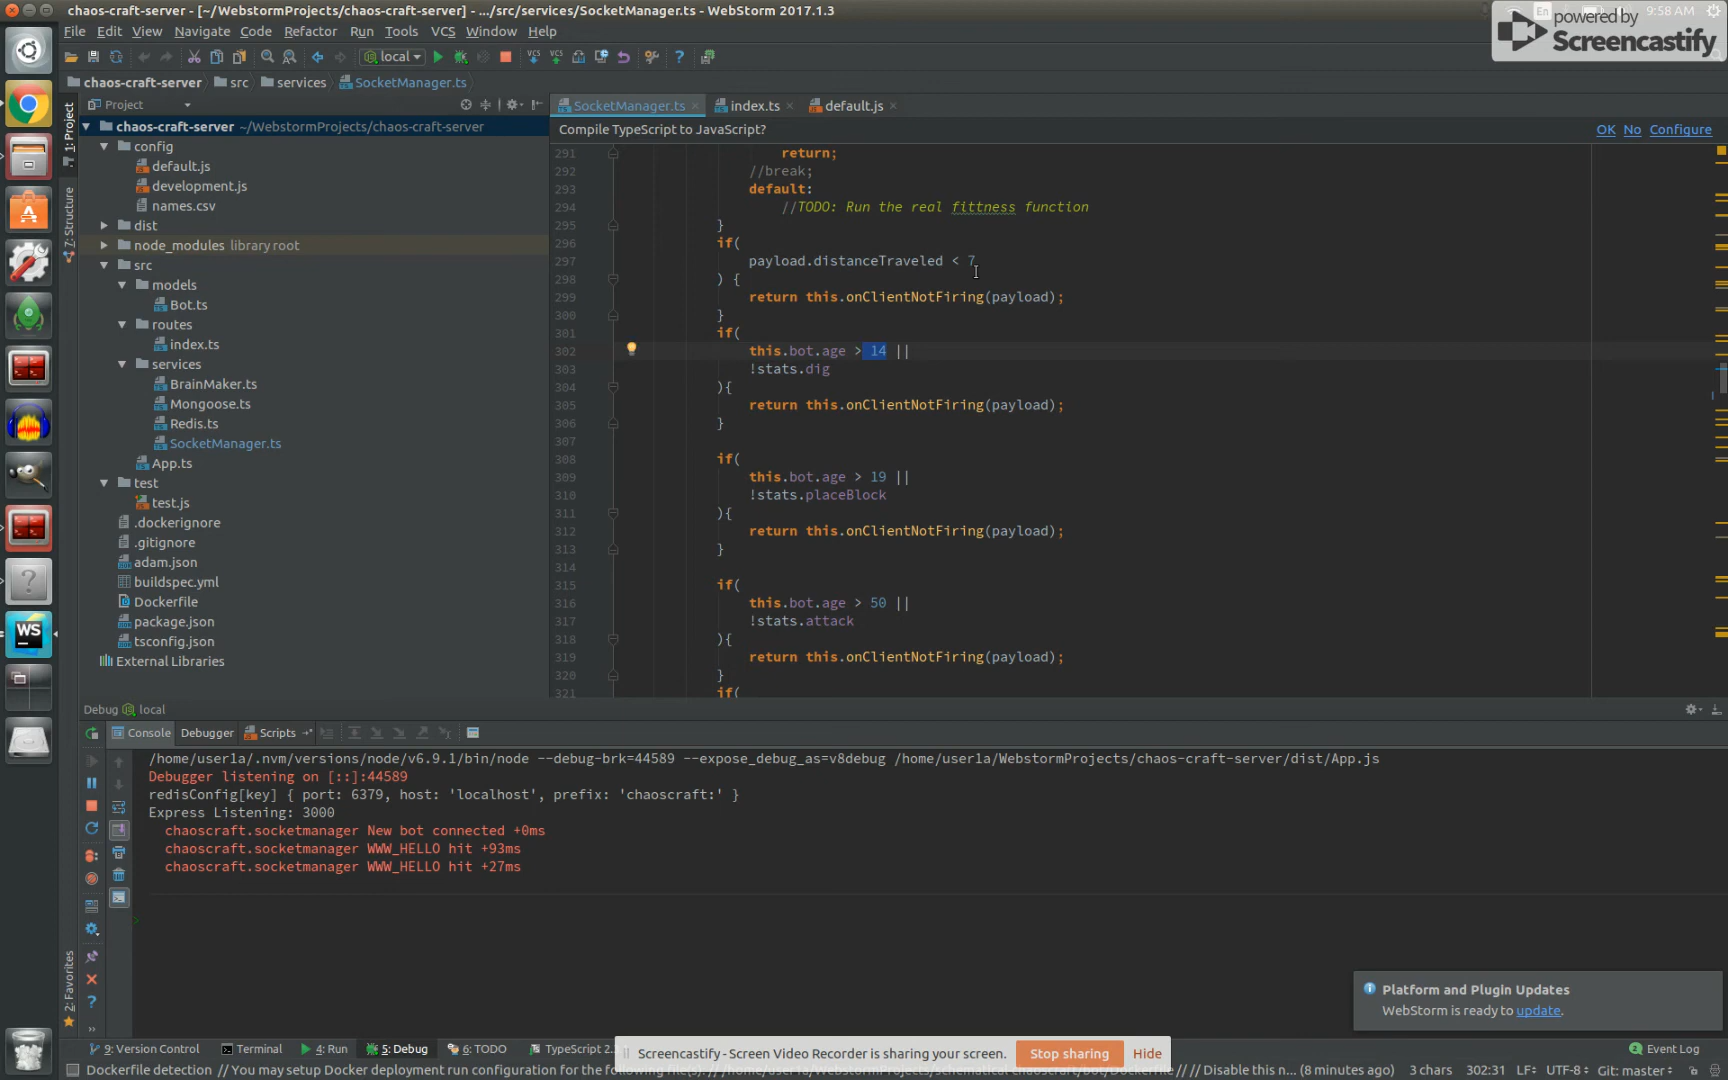 chaos-craft-server - [~/WebstormProjects/chaos-craft-server] - .../src/services/SocketManager.ts - WebStorm 2017.1.3
En
9:58 AM
powered by
Screencastify
File Edit View Navigate Code Refactor Run Tools VCS Window Help
local
chaos-craft-server src services SocketManager.ts
Project
SocketManager.ts index.ts default.js
1: Project
7: Structure
2: Favorites
chaos-craft-server ~/WebstormProjects/chaos-craft-server
config
default.js
development.js
names.csv
dist
node_modules library root
src
models
Bot.ts
routes
index.ts
services
BrainMaker.ts
Mongoose.ts
Redis.ts
SocketManager.ts
App.ts
test
test.js
.dockerignore
.gitignore
adam.json
buildspec.yml
Dockerfile
package.json
tsconfig.json
External Libraries
Compile TypeScript to JavaScript?
OK No Configure
291 return;
292 //break;
293 default:
294 //TODO: Run the real fittness function
295 }
296 if(
297 payload.distanceTraveled < 7
298 ) {
299 return this.onClientNotFiring(payload);
300 }
301 if(
302 this.bot.age > 14 ||
303 !stats.dig
304 ){
305 return this.onClientNotFiring(payload);
306 }
307
308 if(
309 this.bot.age > 19 ||
310 !stats.placeBlock
311 ){
312 return this.onClientNotFiring(payload);
313 }
314
315 if(
316 this.bot.age > 50 ||
317 !stats.attack
318 ){
319 return this.onClientNotFiring(payload);
320 }
321 if(
Debug local
Console Debugger Scripts
/home/user1a/.nvm/versions/node/v6.9.1/bin/node --debug-brk=44589 --expose_debug_as=v8debug /home/user1a/WebstormProjects/chaos-craft-server/dist/App.js
Debugger listening on [::]:44589
redisConfig[key] { port: 6379, host: 'localhost', prefix: 'chaoscraft:' }
Express Listening: 3000
chaoscraft.socketmanager New bot connected +0ms
chaoscraft.socketmanager WWW_HELLO hit +93ms
chaoscraft.socketmanager WWW_HELLO hit +27ms
Platform and Plugin Updates
WebStorm is ready to update.
9: Version Control Terminal 4: Run 5: Debug 6: TODO TypeScript 2.
Screencastify - Screen Video Recorder is sharing your screen. Stop sharing Hide
Event Log
Dockerfile detection // You may setup Docker deployment run configuration for the following // Disable this n... (8 minutes ago)
302:31 LF÷ UTF-8÷ Git: master÷